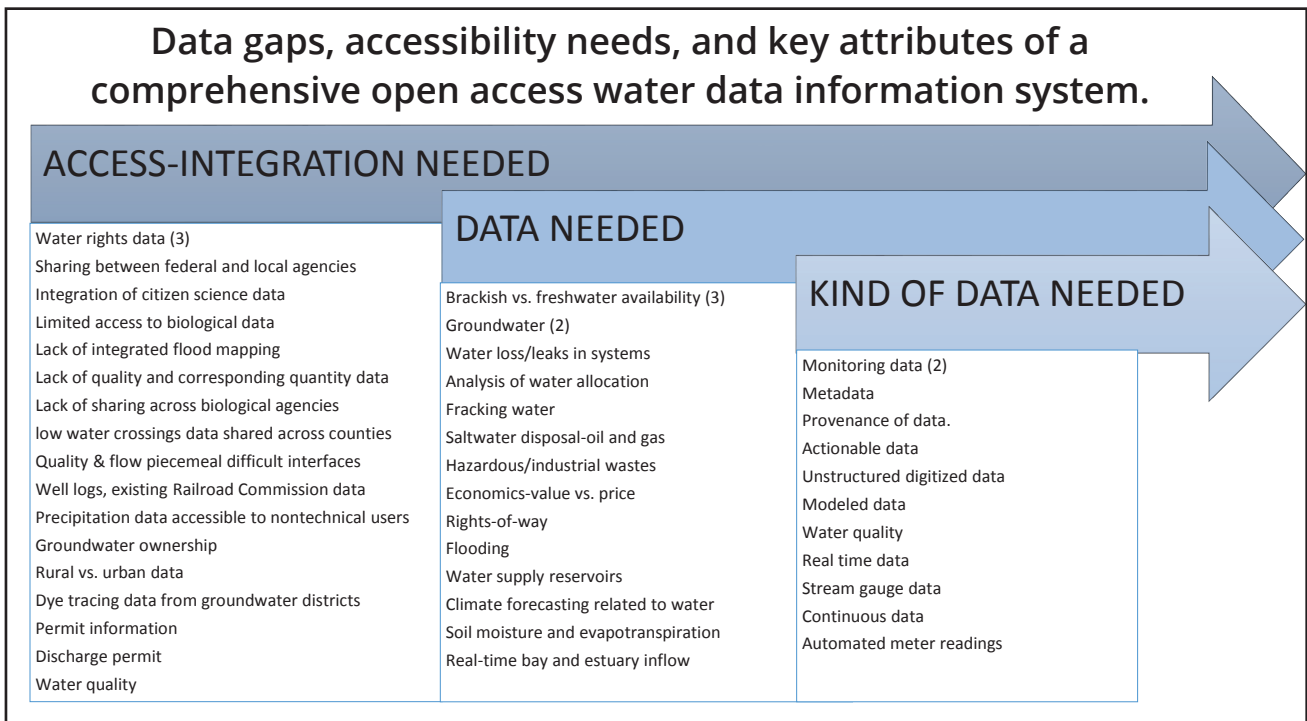 Data gaps, accessibility needs, and key attributes of a
comprehensive open access water data information system.
ACCESS-INTEGRATION NEEDED
Water rights data (3)
Sharing between federal and local agencies
Integration of citizen science data
Limited access to biological data
Lack of integrated flood mapping
Lack of quality and corresponding quantity data
Lack of sharing across biological agencies
low water crossings data shared across counties
Quality & flow piecemeal difficult interfaces
Well logs, existing Railroad Commission data
Precipitation data accessible to nontechnical users
Groundwater ownership
Rural vs. urban data
Dye tracing data from groundwater districts
Permit information
Discharge permit
Water quality
DATA NEEDED
Brackish vs. freshwater availability (3)
Groundwater (2)
Water loss/leaks in systems
Analysis of water allocation
Fracking water
Saltwater disposal-oil and gas
Hazardous/industrial wastes
Economics-value vs. price
Rights-of-way
Flooding
Water supply reservoirs
Climate forecasting related to water
Soil moisture and evapotranspiration
Real-time bay and estuary inflow
KIND OF DATA NEEDED
Monitoring data (2)
Metadata
Provenance of data.
Actionable data
Unstructured digitized data
Modeled data
Water quality
Real time data
Stream gauge data
Continuous data
Automated meter readings